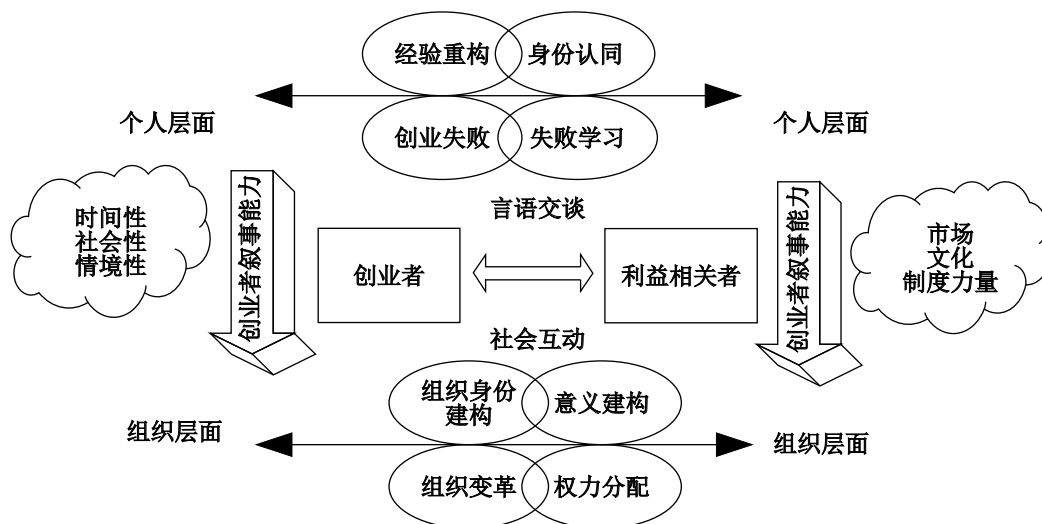 经验重构
身份认同
个人层面
个人层面
创业失败
失败学习
时间性
社会性
情境性
创业者叙事能力
言语交谈
创业者
利益相关者
社会互动
创业者叙事能力
市场
文化
制度力量
组织身份
建构
意义建构
组织层面
组织层面
组织变革
权力分配